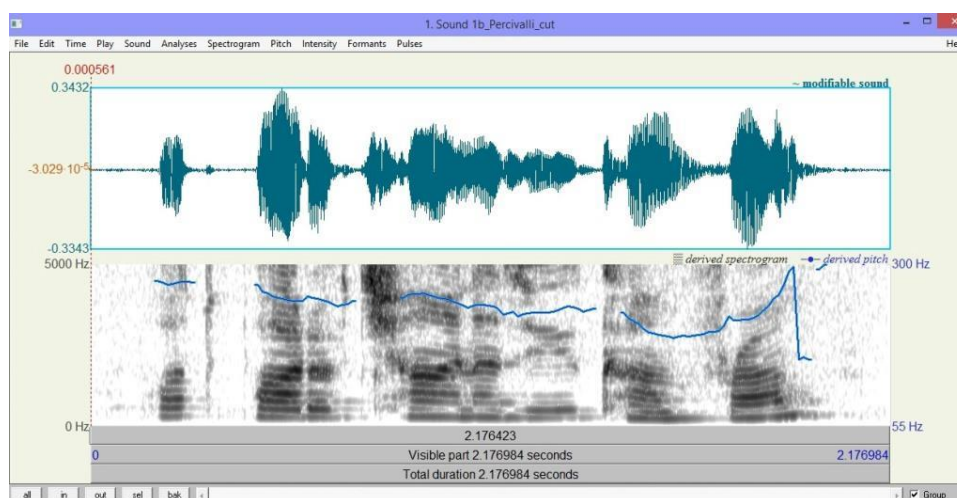 1. Sound 1b_Percivalli_cut
File Edit Time Play Sound Analyses Spectrogram Pitch Intensity Formants Pulses He
0.000561
0.3432
~ modifiable sound
-3.029·10-5
-0.3343
5000 Hz derived spectrogram derived pitch 300 Hz
0 Hz 55 Hz
2.176423
0 Visible part 2.176984 seconds 2.176984
Total duration 2.176984 seconds
all in out sel bak Group